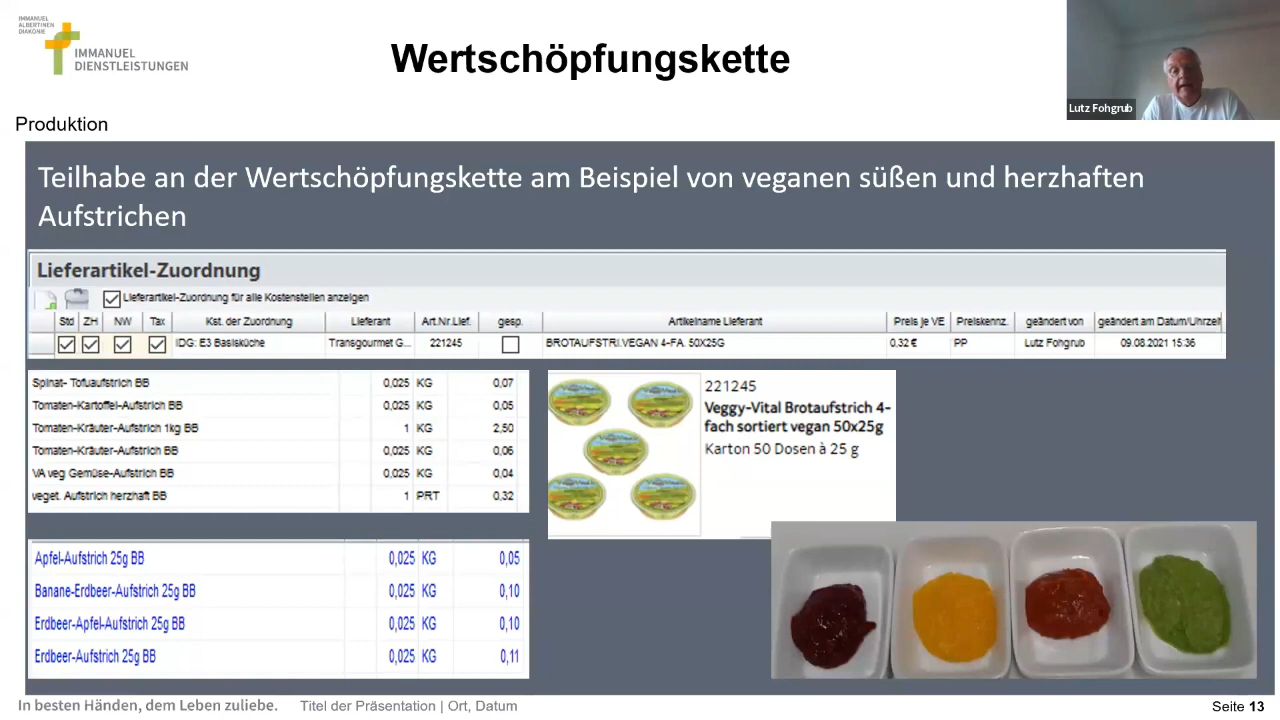 IMMANUEL
ALBERTINEN
DIAKONIE
IMMANUEL
DIENSTLEISTUNGEN
Wertschöpfungskette
Lutz Fohgrub
Produktion
Teilhabe an der Wertschöpfungskette am Beispiel von veganen süßen und herzhaften
Aufstrichen
Lieferartikel-Zuordnung
Lieferartikel-Zuordnung für alle Kostenstellen anzeigen
Std ZH NW Tax Kst. der Zuordnung Lieferant Art.Nr.Lief. gesp. Artikelname Lieferant Preis je VE Preiskennz. geändert von geändert am Datum/Uhrzeit
IDG: E3 Basisküche Transgourmet G... 221245 BROTAUFSTRI.VEGAN 4-FA. 50X25G 0,32 € PP Lutz Fohgrub 09.08.2021 15:36
Spinat- Tofuaufstrich BB 0,025 KG 0,07
Tomaten-Kartoffel-Aufstrich BB 0,025 KG 0,05
Tomaten-Kräuter-Aufstrich 1kg BB 1 KG 2,50
Tomaten-Kräuter-Aufstrich BB 0,025 KG 0,06
VA veg Gemüse-Aufstrich BB 0,025 KG 0,04
veget. Aufstrich herzhaft BB 1 PRT 0,32
221245
Veggy-Vital Brotaufstrich 4-
fach sortiert vegan 50x25g
Karton 50 Dosen à 25 g
Apfel-Aufstrich 25g BB 0,025 KG 0,05
Banane-Erdbeer-Aufstrich 25g BB 0,025 KG 0,10
Erdbeer-Apfel-Aufstrich 25g BB 0,025 KG 0,10
Erdbeer-Aufstrich 25g BB 0,025 KG 0,11
In besten Händen, dem Leben zuliebe. Titel der Präsentation | Ort, Datum Seite 13